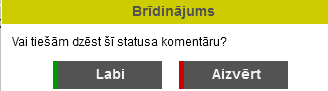 Brīdinājums
Vai tiešām dzēst šī statusa komentāru?
Labi
Aizvērt